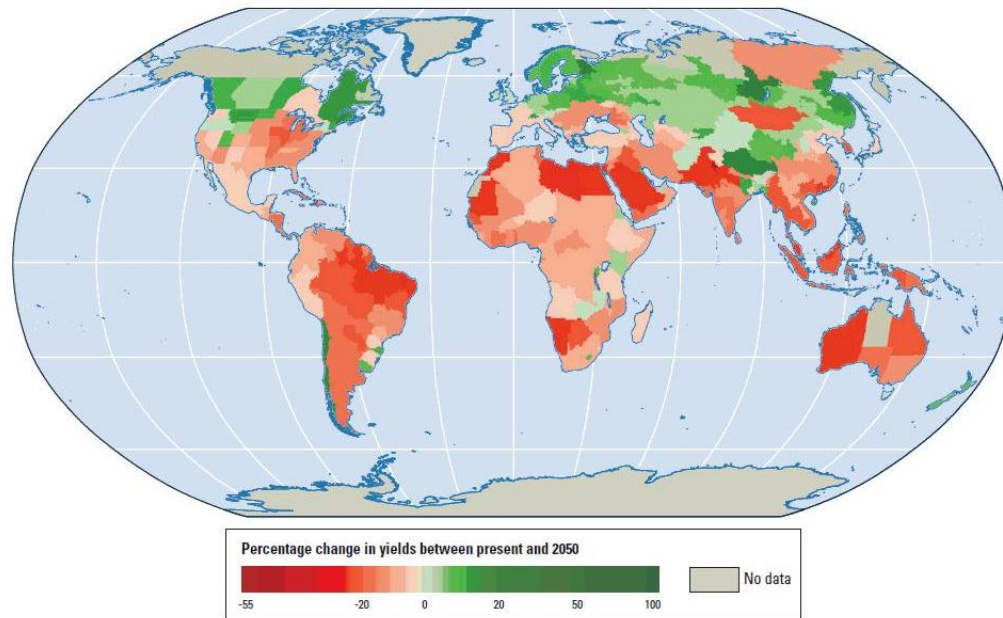 Percentage change in yields between present and 2050
No data
-55 -20 0 20 50 100